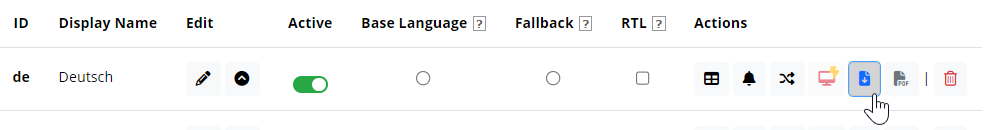 ID Display Name Edit Active Base Language ? Fallback ? RTL ? Actions
de Deutsch PDF |